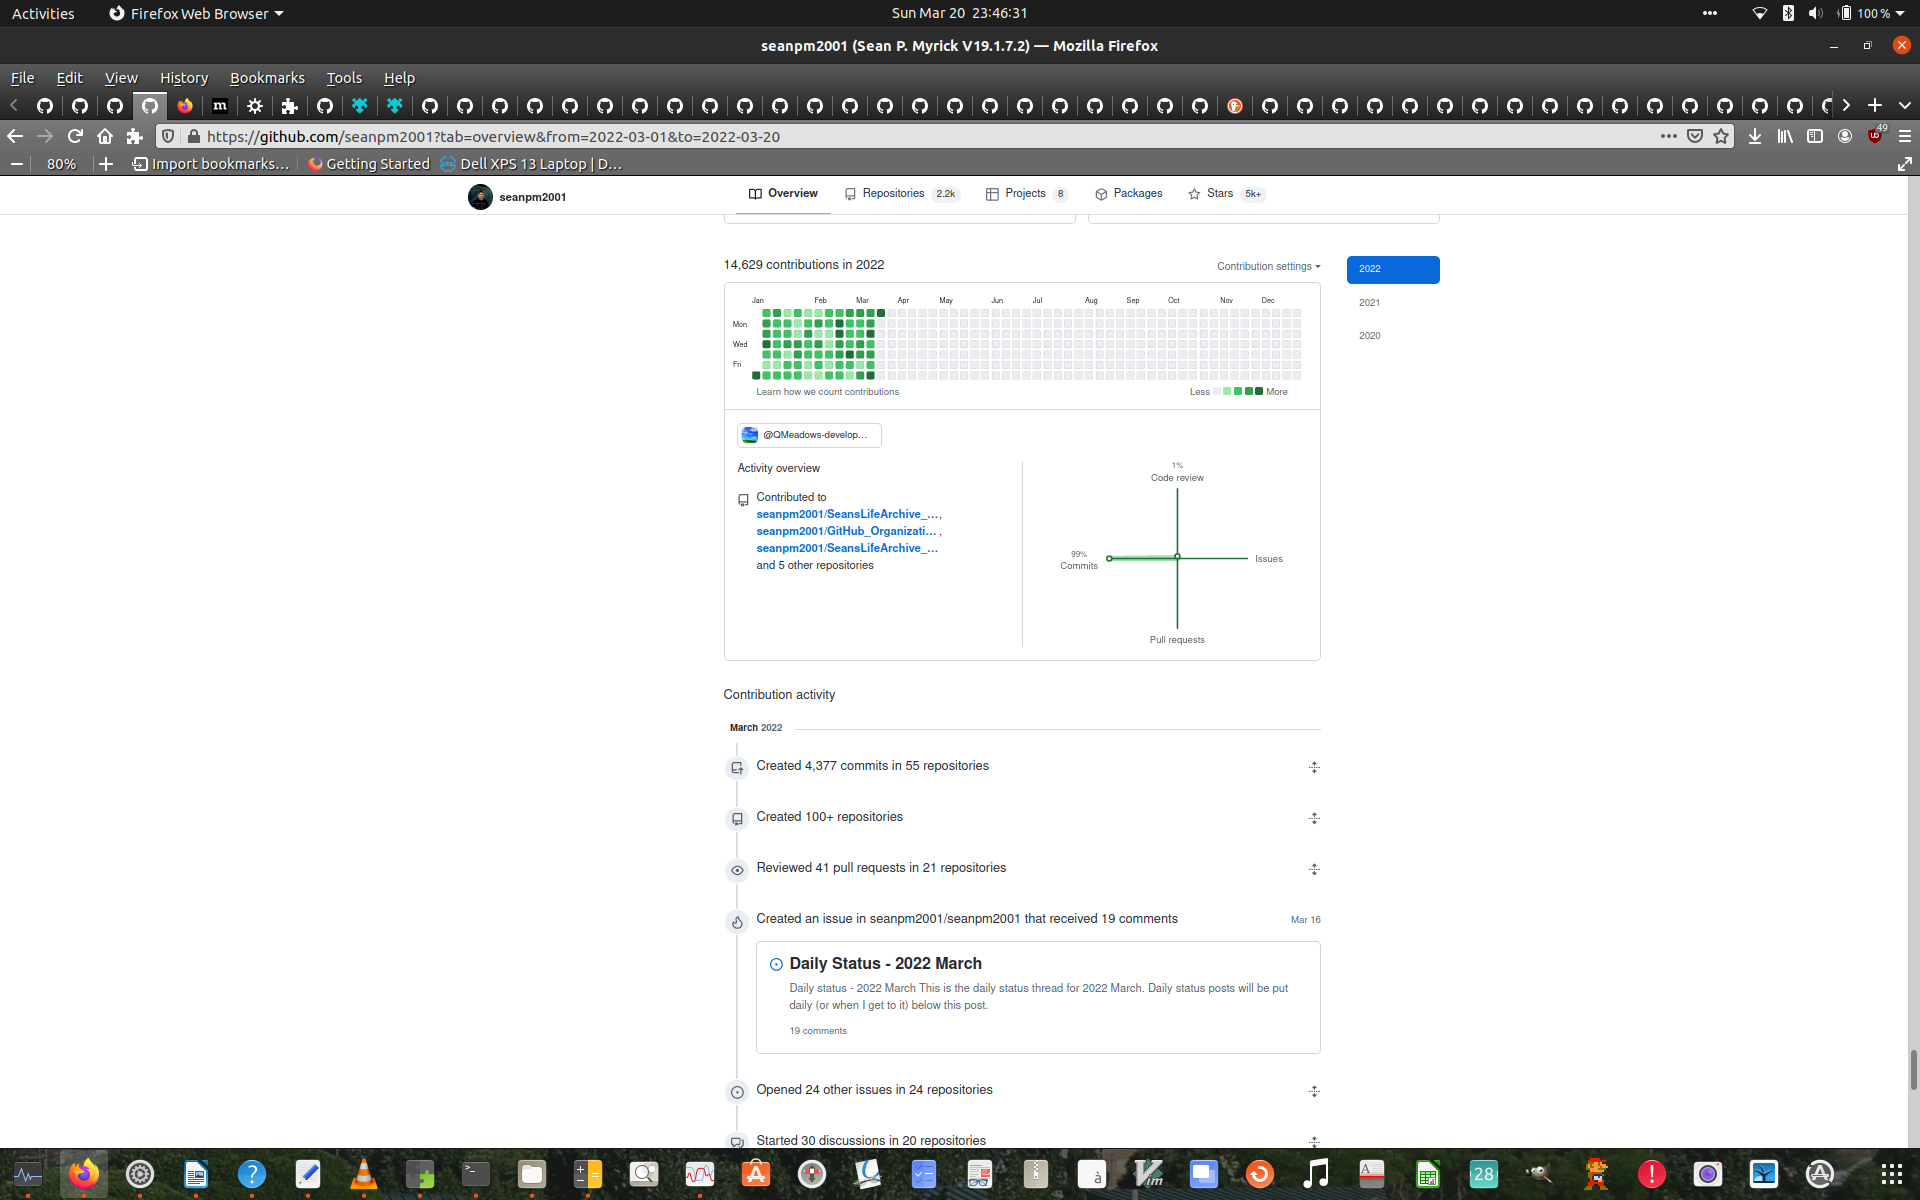 Activities
Firefox Web Browser
Sun Mar 20 23:46:31
100 %
seanpm2001 (Sean P. Myrick V19.1.7.2) — Mozilla Firefox
File Edit View History Bookmarks Tools Help
https://github.com/seanpm2001?tab=overview&from=2022-03-01&to=2022-03-20
49
80%
Import bookmarks…
Getting Started
Dell XPS 13 Laptop | D…
seanpm2001
Overview
Repositories 2.2k
Projects 8
Packages
Stars 5k+
14,629 contributions in 2022
Contribution settings
2022
2021
2020
Jan Feb Mar Apr May Jun Jul Aug Sep Oct Nov Dec
Mon
Wed
Fri
Learn how we count contributions
Less More
@QMeadows-develop…
Activity overview
Contributed to
seanpm2001/SeansLifeArchive_…,
seanpm2001/GitHub_Organizati…,
seanpm2001/SeansLifeArchive_…
and 5 other repositories
1%
Code review
99%
Commits
Issues
Pull requests
Contribution activity
March 2022
Created 4,377 commits in 55 repositories
Created 100+ repositories
Reviewed 41 pull requests in 21 repositories
Created an issue in seanpm2001/seanpm2001 that received 19 comments
Mar 16
Daily Status - 2022 March
Daily status - 2022 March This is the daily status thread for 2022 March. Daily status posts will be put
daily (or when I get to it) below this post.
19 comments
Opened 24 other issues in 24 repositories
Started 30 discussions in 20 repositories
28